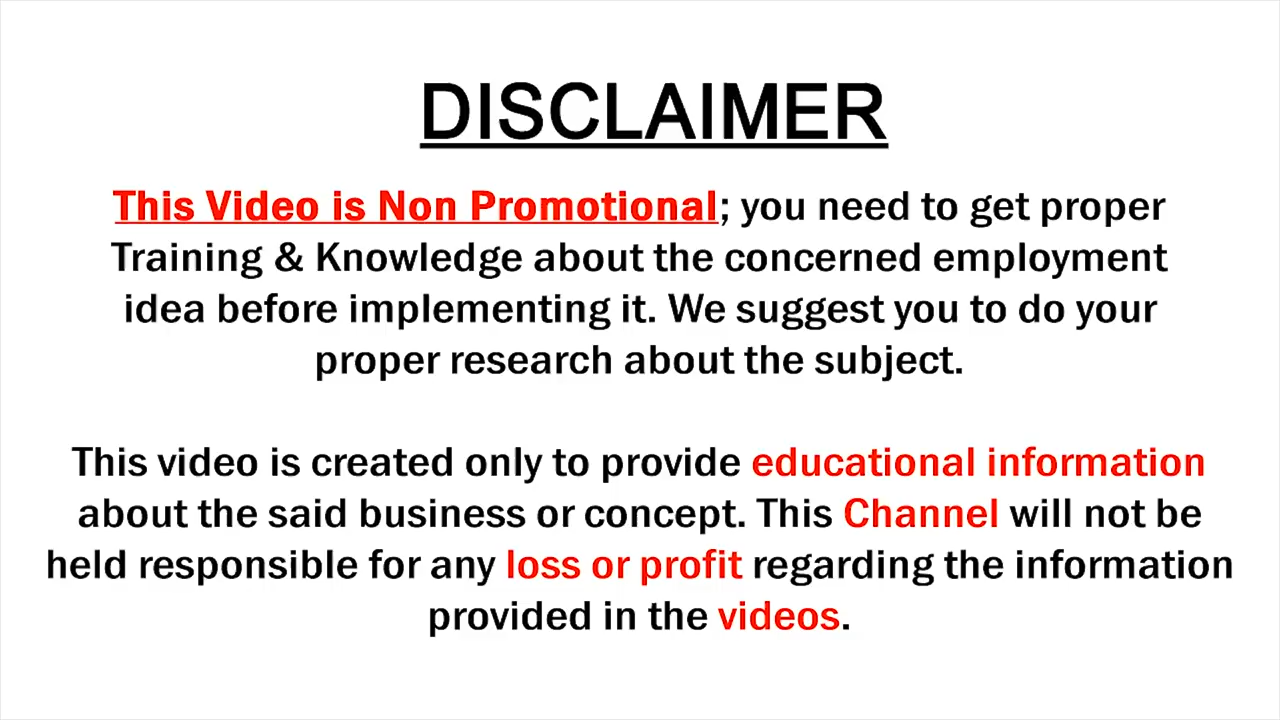 DISCLAIMER
This Video is Non Promotional; you need to get proper
Training & Knowledge about the concerned employment
idea before implementing it. We suggest you to do your
proper research about the subject.
This video is created only to provide educational information
about the said business or concept. This Channel will not be
held responsible for any loss or profit regarding the information
provided in the videos.